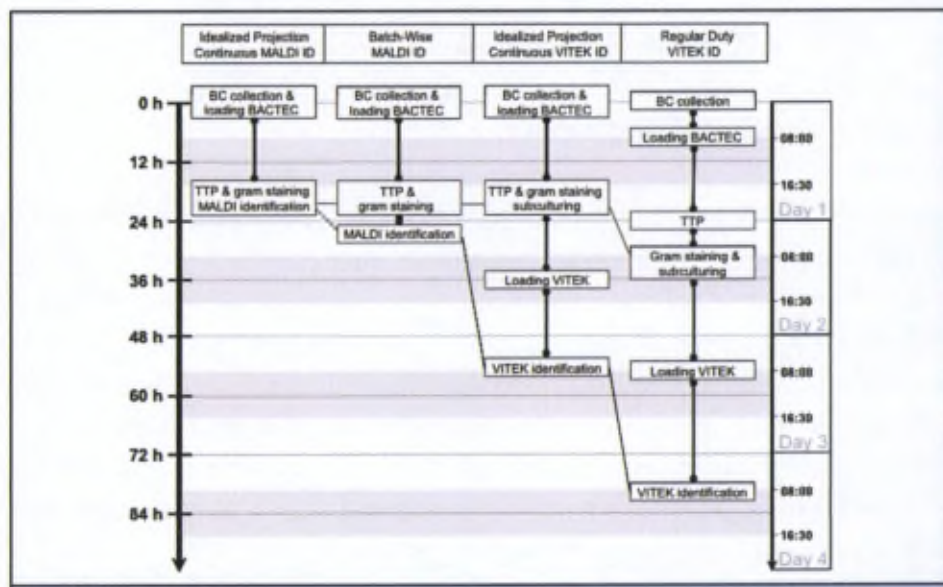 Idealized Projection
Continuous MALDI ID
Batch-Wise
MALDI ID
Idealized Projection
Continuous VITEK ID
Regular Duty
VITEK ID
0 h
12 h
24 h
36 h
48 h
60 h
72 h
84 h
BC collection &
loading BACTEC
TTP & gram staining
MALDI identification
BC collection &
loading BACTEC
TTP &
gram staining
MALDI identification
BC collection &
loading BACTEC
TTP & gram staining
subculturing
Loading VITEK
VITEK identification
BC collection
Loading BACTEC
TTP
Gram staining &
subculturing
Loading VITEK
VITEK identification
08:00
16:30
Day 1
08:00
16:30
Day 2
08:00
16:30
Day 3
08:00
16:30
Day 4